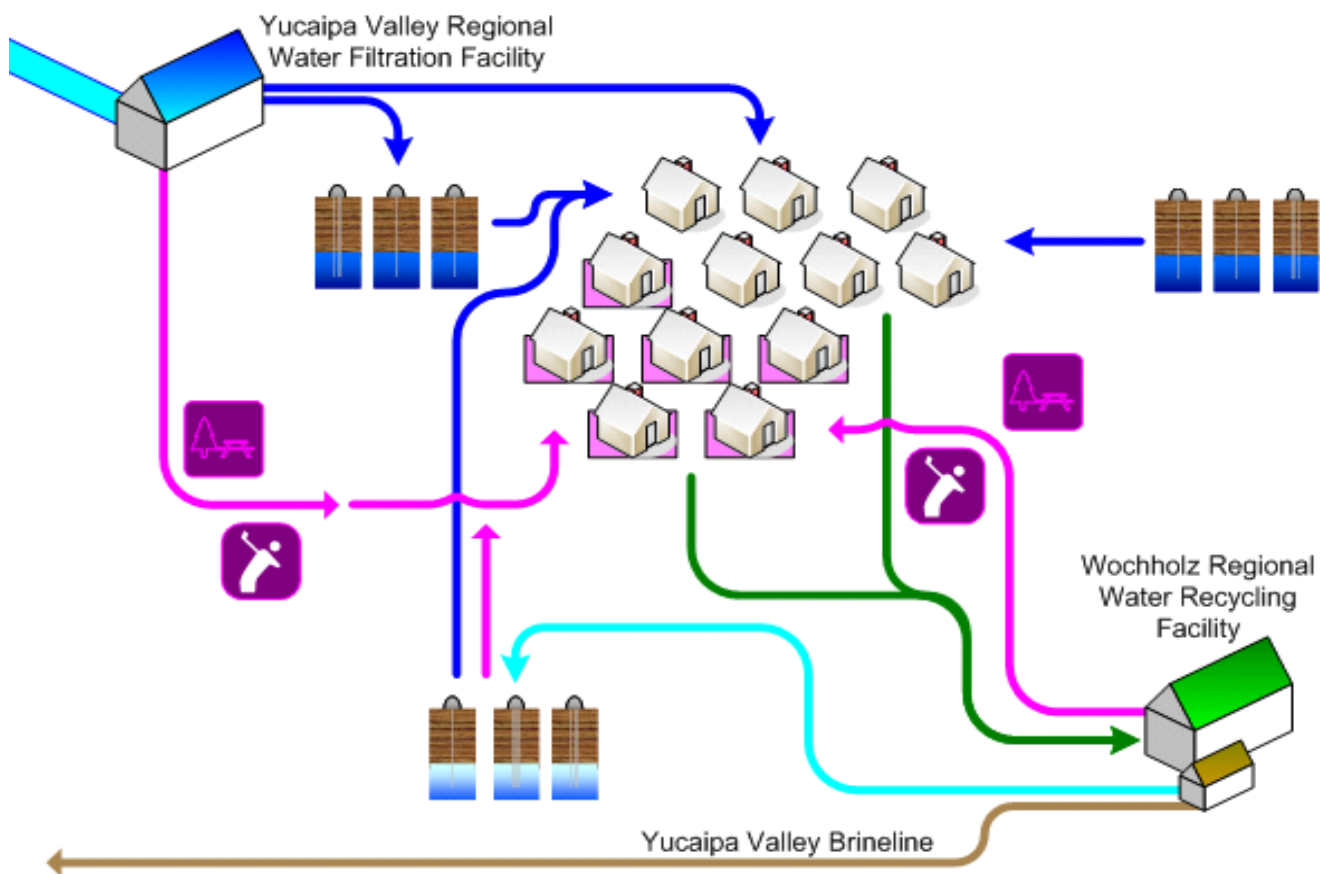 Yucaipa Valley Regional
Water Filtration Facility
Wochholz Regional
Water Recycling
Facility
Yucaipa Valley Brineline